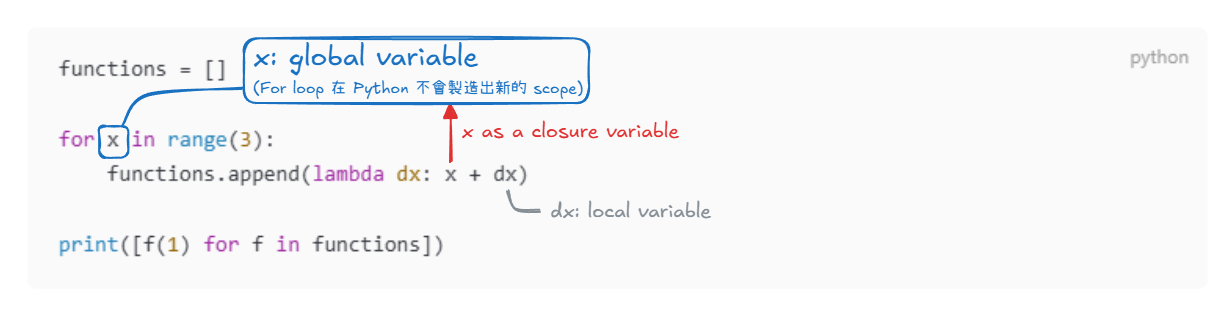 x: global variable
functions = []
(For loop 在 Python 不會製造出新的 scope)
python
for x in range(3):
x as a closure variable
functions.append(lambda dx: x + dx)
dx: local variable
print([f(1) for f in functions])